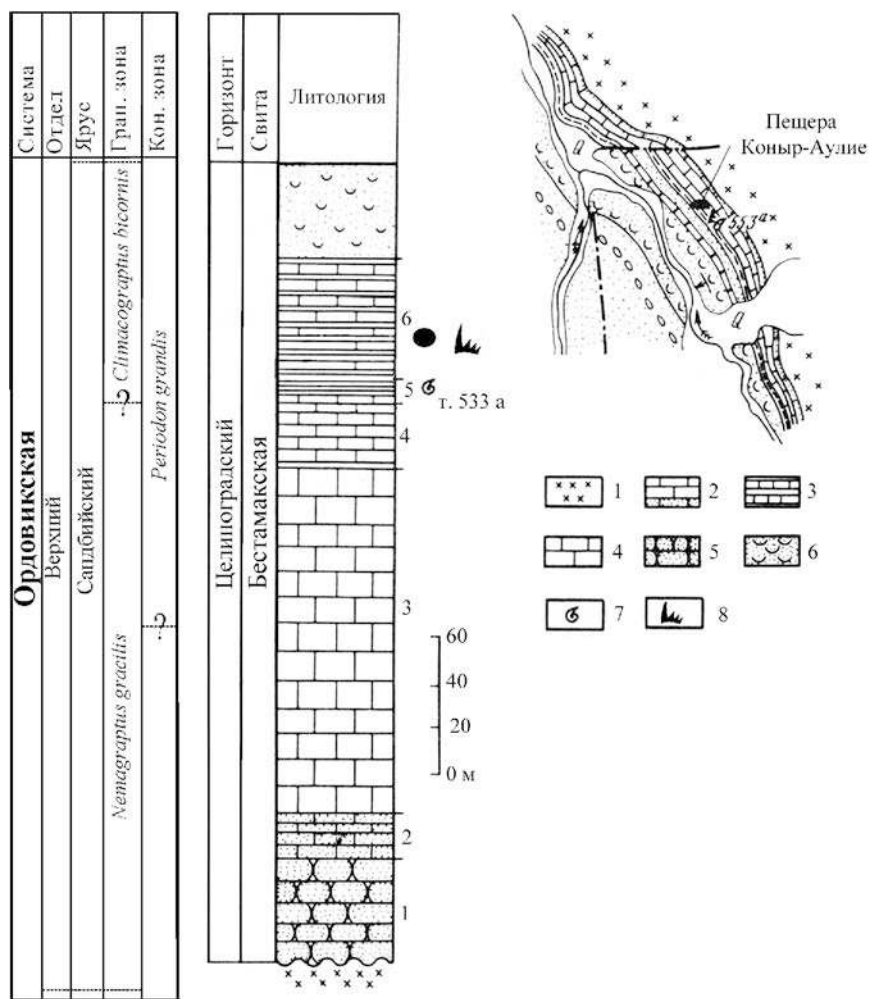 Система
Отдел
Ярус
Гран. зона
Кон. зона
Горизонт
Свита
Литология
Ордовикская
Верхний
Сандбийский
Climacograptus bicornis
?
Nemagraptus gracilis
Periodon grandis
?
Целиноградский
Бестамакская
6
5
т. 533 а
4
3
2
1
60
40
20
0 м
Пещера
Коныр-Аулие
553ª
1
2
3
4
5
6
7
8